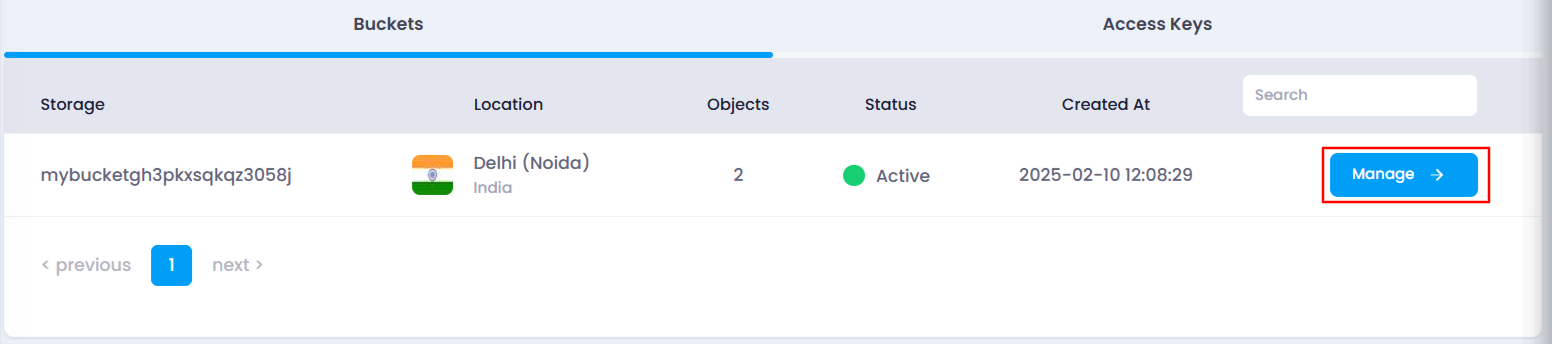 Buckets Access Keys
Storage Location Objects Status Created At Search
mybucketgh3pkxsqkqz3058j Delhi (Noida) 2 Active 2025-02-10 12:08:29 Manage →
India
< previous 1 next >